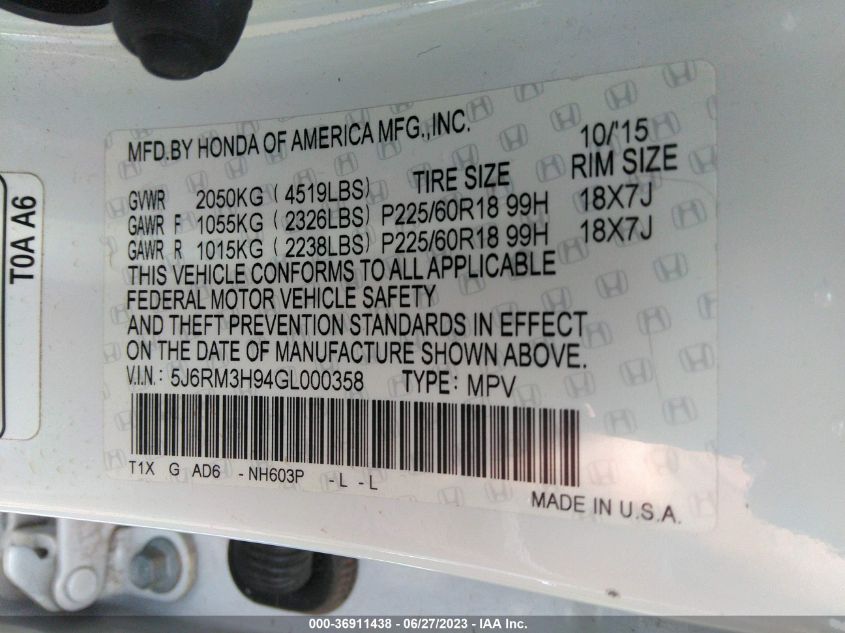 MFD.BY HONDA OF AMERICA MFG.,INC. 10/'15
TIRE SIZE RIM SIZE
GVWR 2050KG ( 4519LBS)
GAWR F 1055KG ( 2326LBS) P225/60R18 99H 18X7J
GAWR R 1015KG ( 2238LBS) P225/60R18 99H 18X7J
THIS VEHICLE CONFORMS TO ALL APPLICABLE
FEDERAL MOTOR VEHICLE SAFETY
AND THEFT PREVENTION STANDARDS IN EFFECT
ON THE DATE OF MANUFACTURE SHOWN ABOVE.
V.I.N.: 5J6RM3H94GL000358 TYPE: MPV
T1X G AD6 - NH603P - L - L
MADE IN U.S.A.
T0A A6
000-36911438 - 06/27/2023 - IAA Inc.